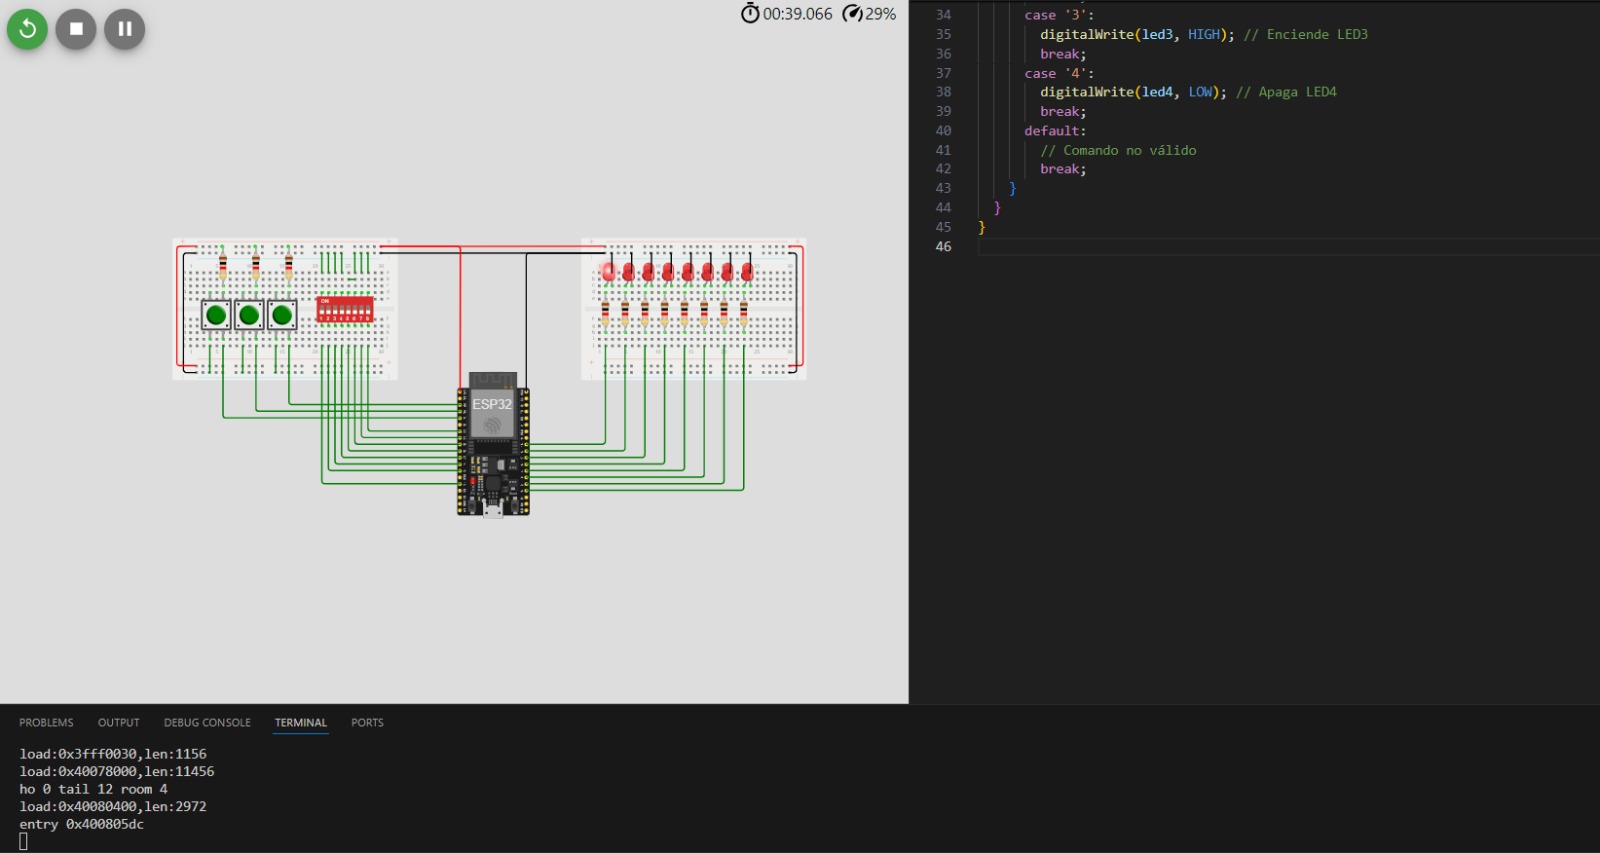 00:39.066 29%
34 case '3':
35 digitalWrite(led3, HIGH); // Enciende LED3
36 break;
37 case '4':
38 digitalWrite(led4, LOW); // Apaga LED4
39 break;
40 default:
41 // Comando no válido
42 break;
43 }
44 }
45 }
46
ON
1 2 3 4 5 6 7 8
ESP32
PROBLEMS OUTPUT DEBUG CONSOLE TERMINAL PORTS
load:0x3fff0030,len:1156
load:0x40078000,len:11456
ho 0 tail 12 room 4
load:0x40080400,len:2972
entry 0x400805dc